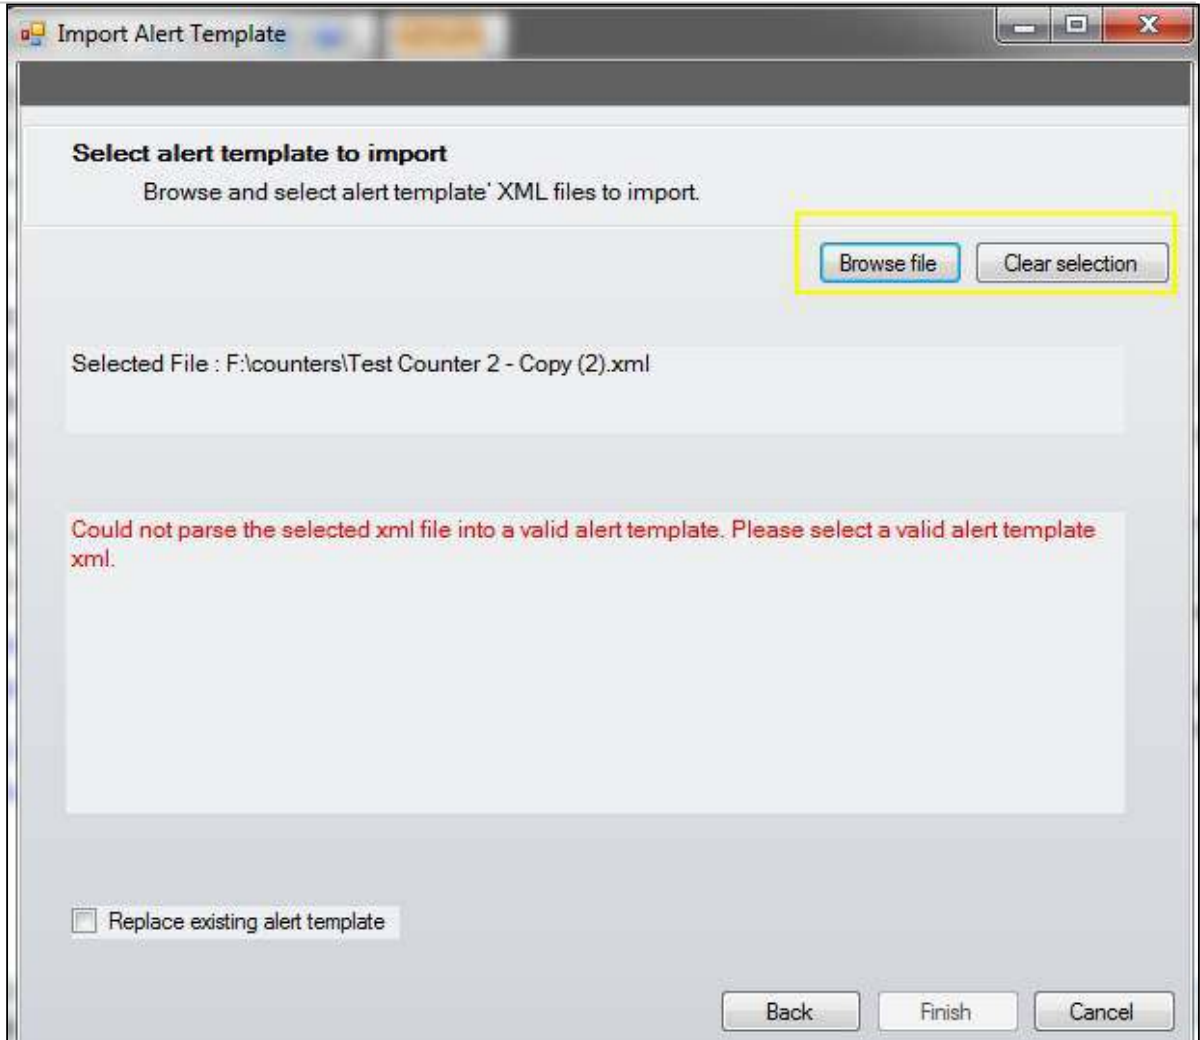 Import Alert Template
Select alert template to import
Browse and select alert template' XML files to import.
Browse file
Clear selection
Selected File : F:\counters\Test Counter 2 - Copy (2).xml
Could not parse the selected xml file into a valid alert template. Please select a valid alert template
xml.
Replace existing alert template
Back
Finish
Cancel